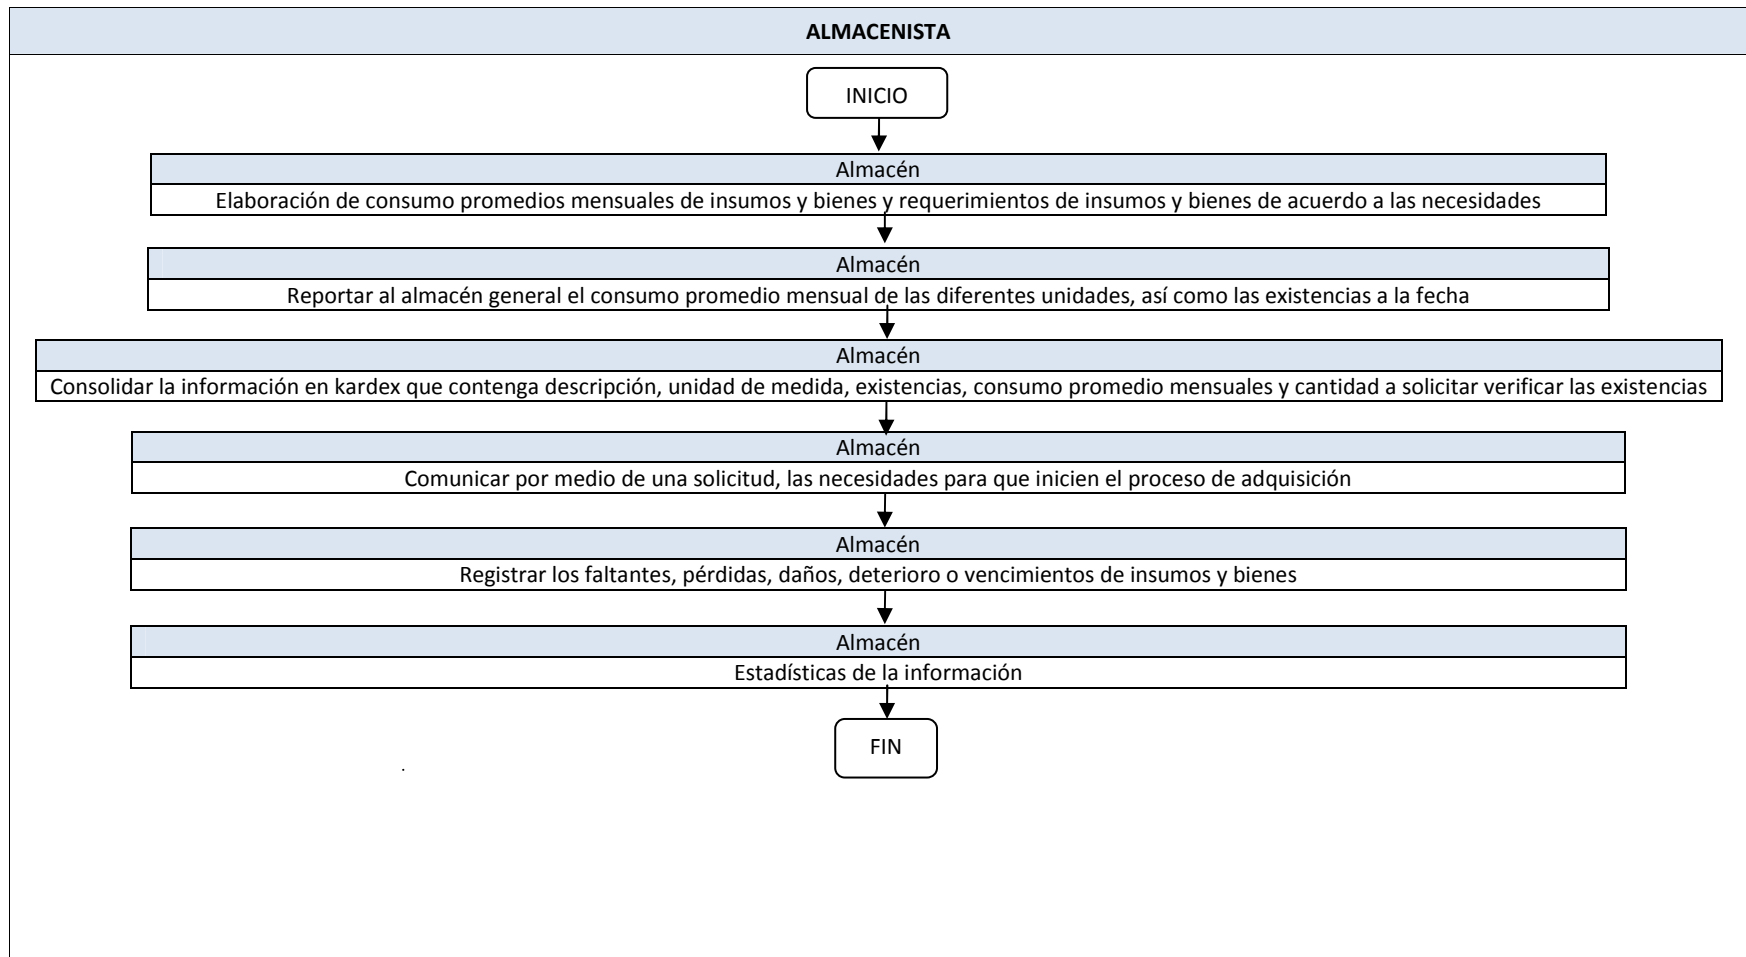 ALMACENISTA
INICIO
Almacén
Elaboración de consumo promedios mensuales de insumos y bienes y requerimientos de insumos y bienes de acuerdo a las necesidades
Almacén
Reportar al almacén general el consumo promedio mensual de las diferentes unidades, así como las existencias a la fecha
Almacén
Consolidar la información en kardex que contenga descripción, unidad de medida, existencias, consumo promedio mensuales y cantidad a solicitar verificar las existencias
Almacén
Comunicar por medio de una solicitud, las necesidades para que inicien el proceso de adquisición
Almacén
Registrar los faltantes, pérdidas, daños, deterioro o vencimientos de insumos y bienes
Almacén
Estadísticas de la información
FIN
.